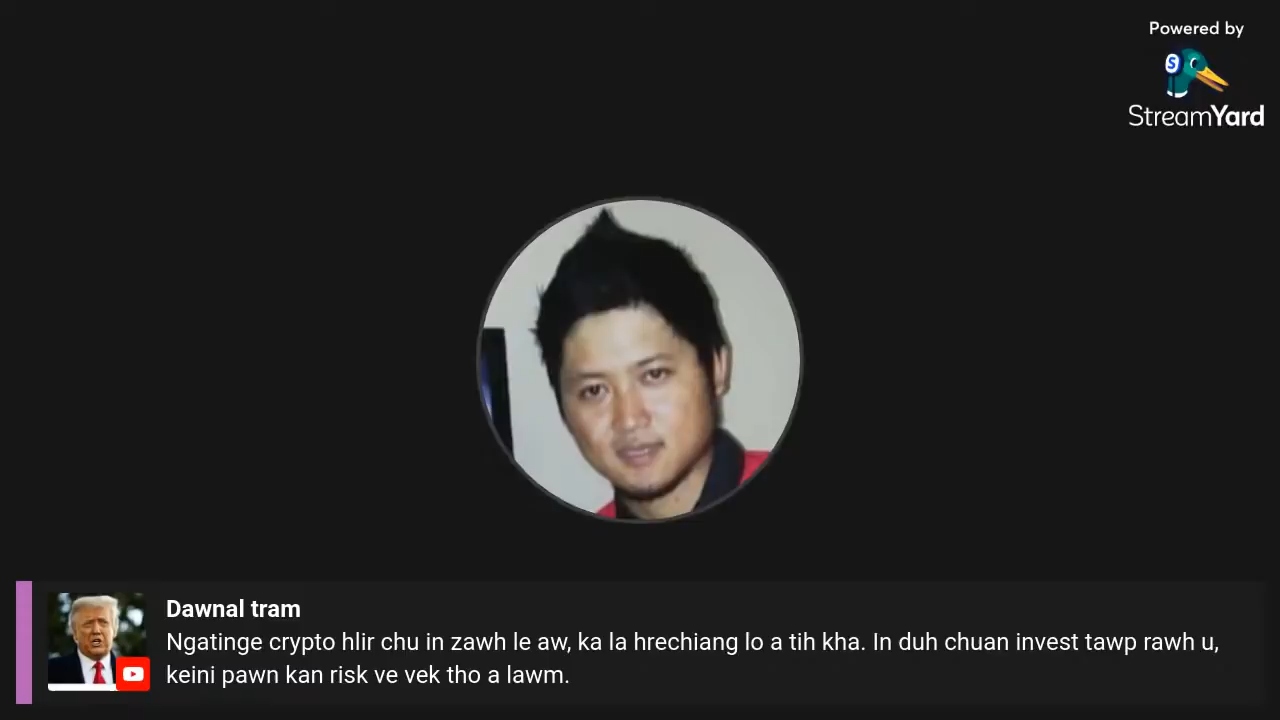 Powered by
StreamYard
Dawnal tram
Ngatinge crypto hlir chu in zawh le aw, ka la hrechiang lo a tih kha. In duh chuan invest tawp rawh u,
keini pawn kan risk ve vek tho a lawm.